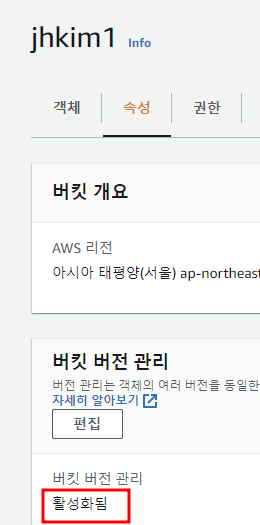 jhkim1 Info
객체 속성 권한
버킷 개요
AWS 리전
아시아 태평양(서울) ap-northeast
버킷 버전 관리
버전 관리는 객체의 여러 버전을 동일한
자세히 알아보기
편집
버킷 버전 관리
활성화됨